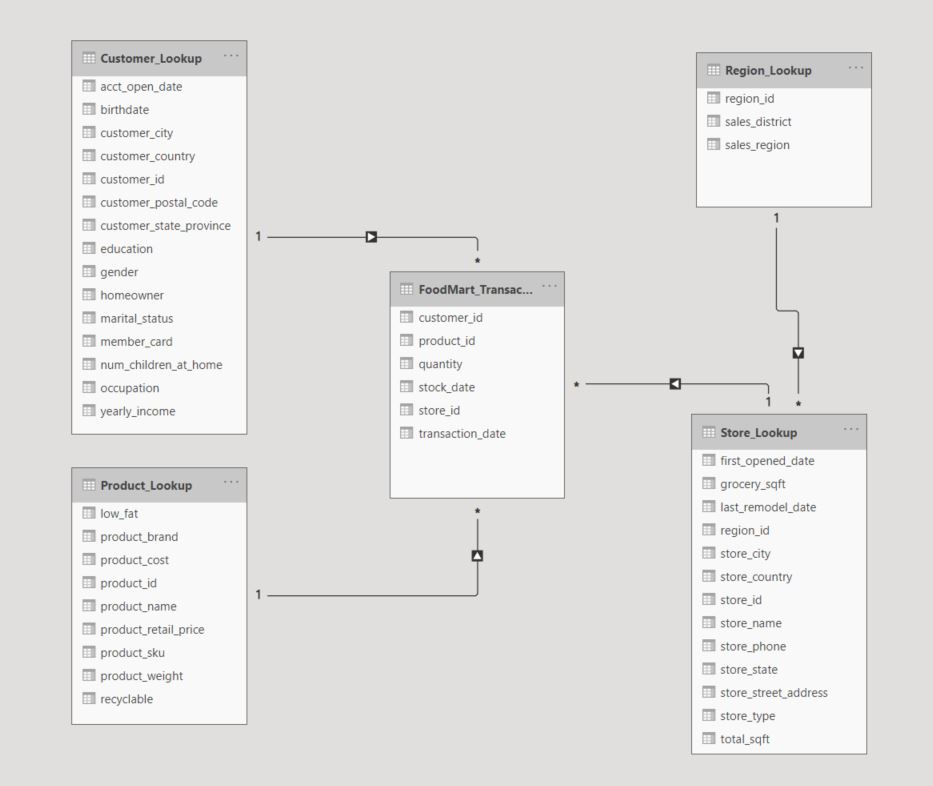 Customer_Lookup
acct_open_date
birthdate
customer_city
customer_country
customer_id
customer_postal_code
customer_state_province
education
gender
homeowner
marital_status
member_card
num_children_at_home
occupation
yearly_income
1
*
Region_Lookup
region_id
sales_district
sales_region
1
*
FoodMart_Transac...
customer_id
product_id
quantity
stock_date
store_id
transaction_date
*
1
Product_Lookup
low_fat
product_brand
product_cost
product_id
product_name
product_retail_price
product_sku
product_weight
recyclable
1
*
Store_Lookup
first_opened_date
grocery_sqft
last_remodel_date
region_id
store_city
store_country
store_id
store_name
store_phone
store_state
store_street_address
store_type
total_sqft